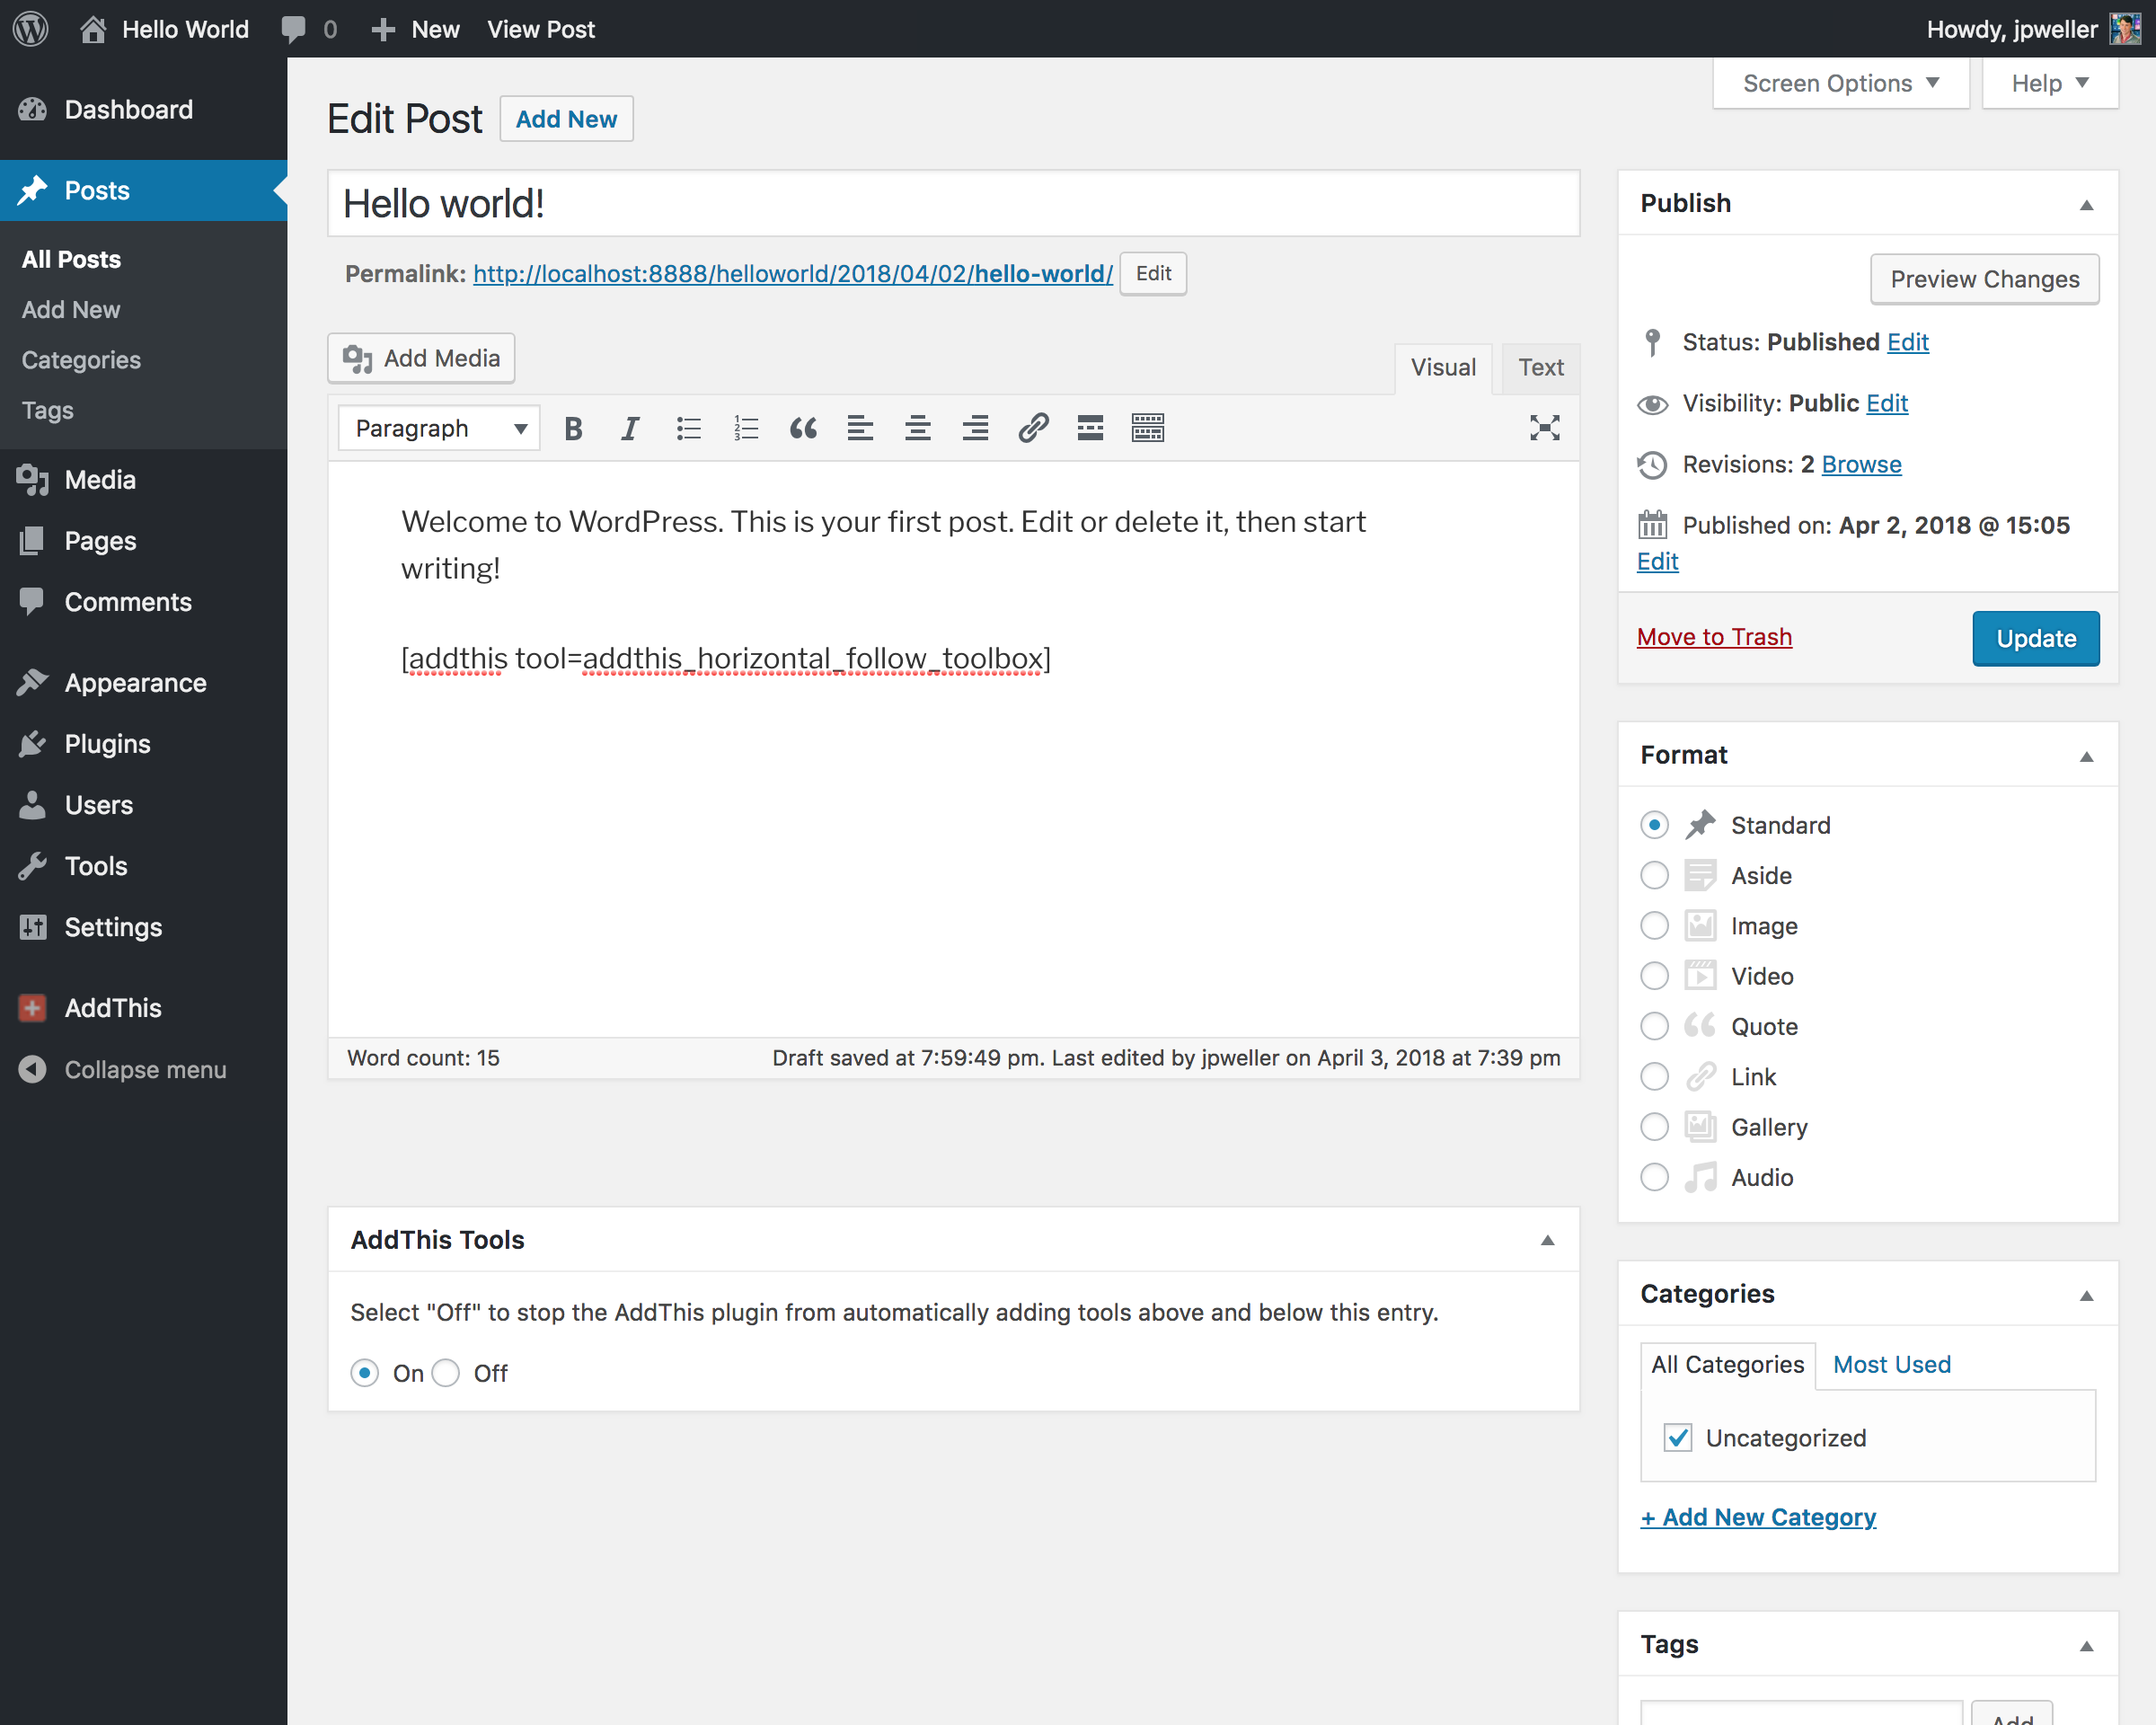 Hello World
0
New
View Post
Howdy, jpweller
Dashboard
Posts
All Posts
Add New
Categories
Tags
Media
Pages
Comments
Appearance
Plugins
Users
Tools
Settings
AddThis
Collapse menu
Screen Options
Help
Edit Post
Add New
Hello world!
Permalink: http://localhost:8888/helloworld/2018/04/02/hello-world/ Edit
Add Media
Visual
Text
Paragraph
Welcome to WordPress. This is your first post. Edit or delete it, then start
writing!
[addthis tool=addthis_horizontal_follow_toolbox]
Word count: 15
Draft saved at 7:59:49 pm. Last edited by jpweller on April 3, 2018 at 7:39 pm
AddThis Tools
Select "Off" to stop the AddThis plugin from automatically adding tools above and below this entry.
On Off
Publish
Preview Changes
Status: Published Edit
Visibility: Public Edit
Revisions: 2 Browse
Published on: Apr 2, 2018 @ 15:05
Edit
Move to Trash
Update
Format
Standard
Aside
Image
Video
Quote
Link
Gallery
Audio
Categories
All Categories
Most Used
Uncategorized
+ Add New Category
Tags
Add